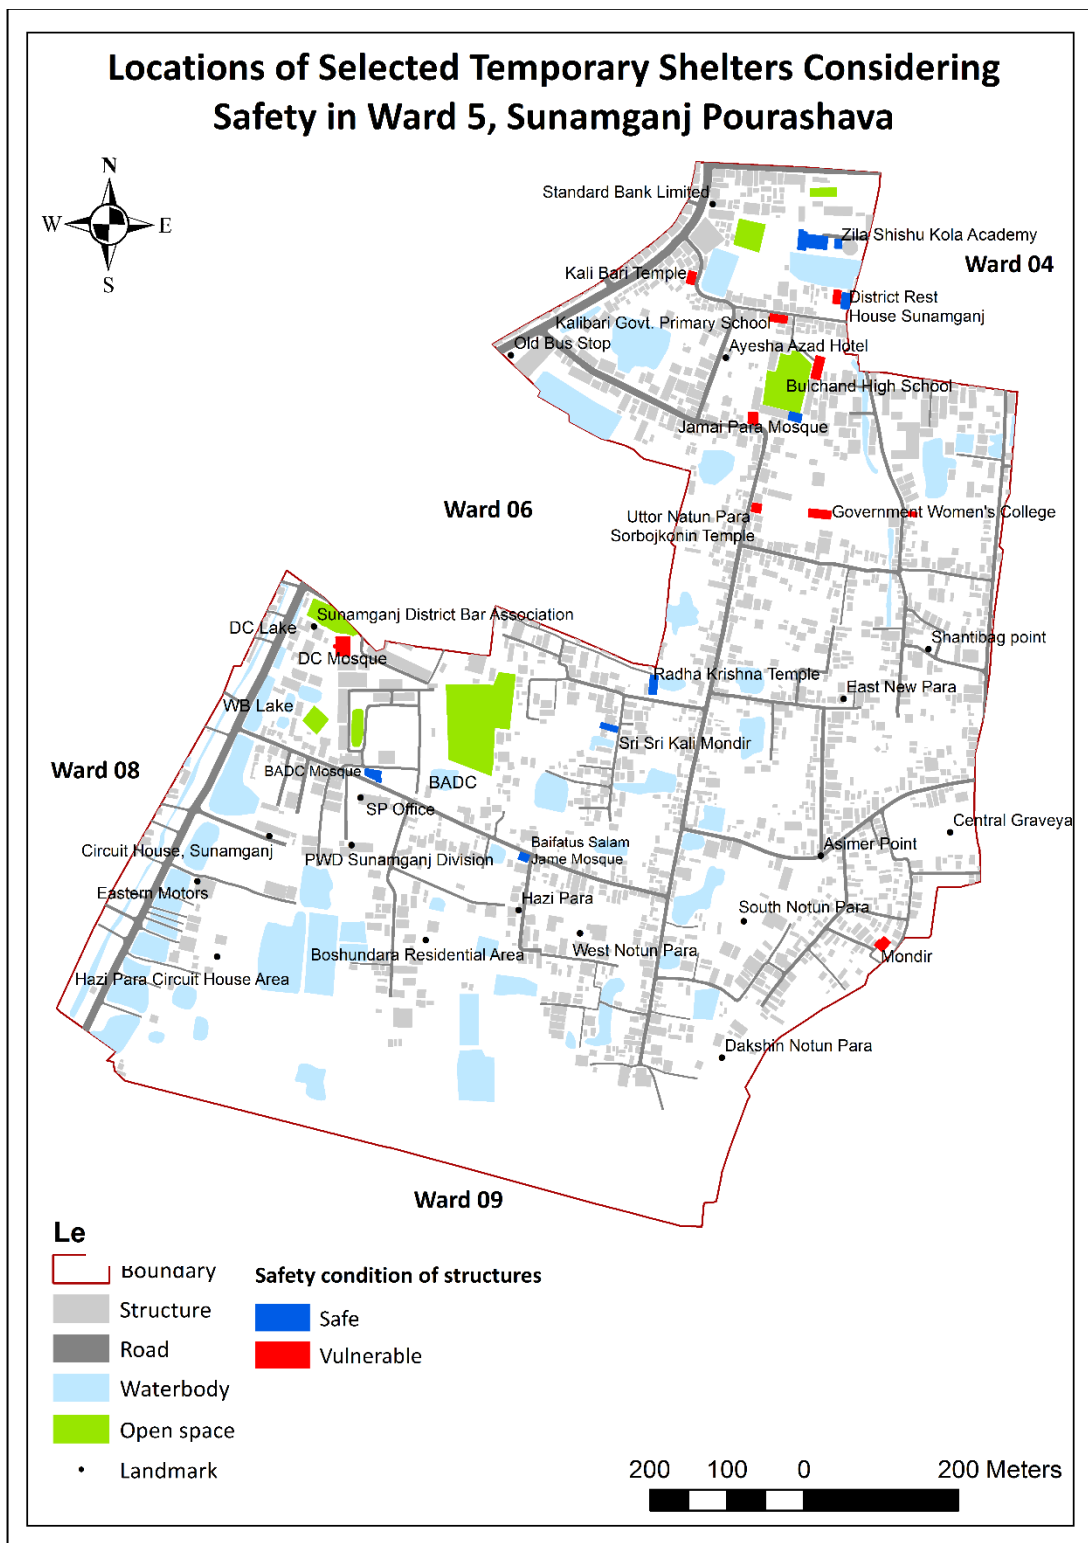 Locations of Selected Temporary Shelters Considering
Safety in Ward 5, Sunamganj Pourashava
N
W
E
S
Standard Bank Limited
Zila Shishu Kola Academy
Ward 04
Kali Bari Temple
District Rest
House Sunamganj
Kalibari Govt. Primary School
Old Bus Stop
Ayesha Azad Hotel
Bulchand High School
Jamai Para Mosque
Ward 06
Uttor Natun Para
Sorbojkonin Temple
Government Women's College
Sunamganj District Bar Association
DC Lake
DC Mosque
Shantibag point
Radha Krishna Temple
East New Para
WB Lake
Sri Sri Kali Mondir
Ward 08
BADC Mosque
BADC
SP Office
Central Graveya
Circuit House, Sunamganj
PWD Sunamganj Division
Baifatus Salam
Jame Mosque
Asimer Point
Eastern Motors
Hazi Para
South Notun Para
Boshundara Residential Area
West Notun Para
Mondir
Hazi Para Circuit House Area
Dakshin Notun Para
Ward 09
Le
Boundary
Structure
Road
Waterbody
Open space
Landmark
Safety condition of structures
Safe
Vulnerable
200 100 0 200 Meters